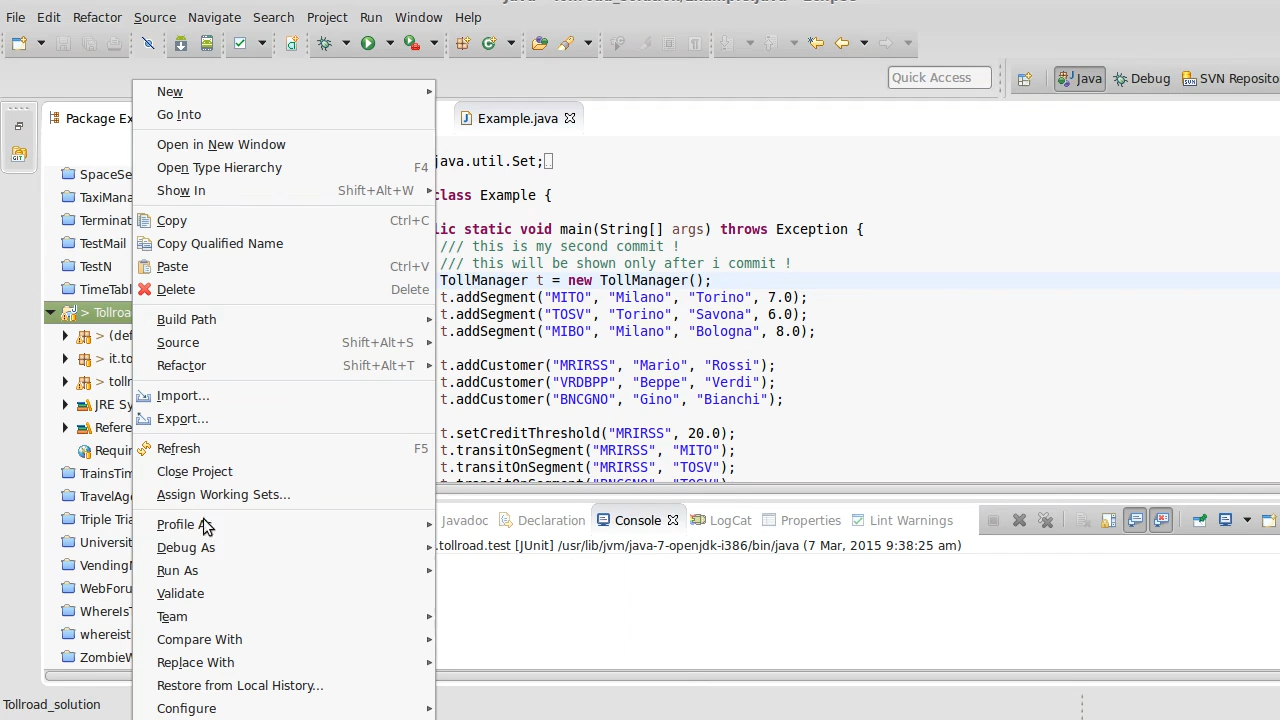 File Edit Refactor Source Navigate Search Project Run Window Help
Quick Access
Java
Debug
SVN Reposito
Package Ex
Example.java
SpaceSe
TaxiMana
Terminat
TestMail
TestN
TimeTabl
> Tollroa
> (def
> it.to
> tollr
JRE Sy
Refere
Requir
TrainsTim
TravelAge
Triple Tria
Universit
VendingM
WebForu
WhereIsT
whereist
ZombieW
New
Go Into
Open in New Window
Open Type Hierarchy F4
Show In Shift+Alt+W
Copy Ctrl+C
Copy Qualified Name
Paste Ctrl+V
Delete Delete
Build Path
Source Shift+Alt+S
Refactor Shift+Alt+T
Import...
Export...
Refresh F5
Close Project
Assign Working Sets...
Profile As
Debug As
Run As
Validate
Team
Compare With
Replace With
Restore from Local History...
Configure
java.util.Set;
class Example {
lic static void main(String[] args) throws Exception {
/// this is my second commit !
/// this will be shown only after i commit !
TollManager t = new TollManager();
t.addSegment("MITO", "Milano", "Torino", 7.0);
t.addSegment("TOSV", "Torino", "Savona", 6.0);
t.addSegment("MIBO", "Milano", "Bologna", 8.0);
t.addCustomer("MRIRSS", "Mario", "Rossi");
t.addCustomer("VRDBPP", "Beppe", "Verdi");
t.addCustomer("BNCGNO", "Gino", "Bianchi");
t.setCreditThreshold("MRIRSS", 20.0);
t.transitOnSegment("MRIRSS", "MITO");
t.transitOnSegment("MRIRSS", "TOSV");
t.transitOnSegment("BNCGNO", "TOSV");
Javadoc Declaration Console LogCat Properties Lint Warnings
.tollroad.test [JUnit] /usr/lib/jvm/java-7-openjdk-i386/bin/java (7 Mar, 2015 9:38:25 am)
Tollroad_solution